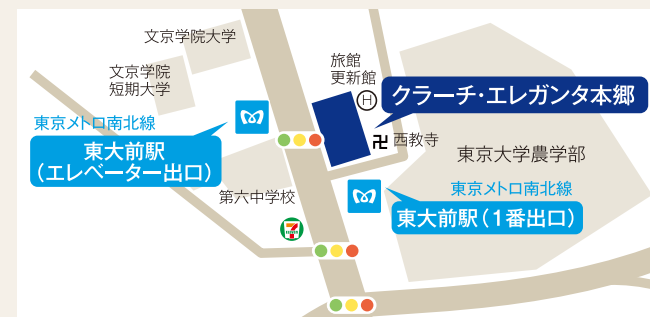 文京学院大学
文京学院
短期大学
旅館
更新館
H
クラーチ・エレガンタ本郷
東京メトロ南北線
東大前駅
（エレベーター出口）
卍 西教寺
東京大学農学部
第六中学校
東京メトロ南北線
東大前駅（1番出口）
7
ELEVEN